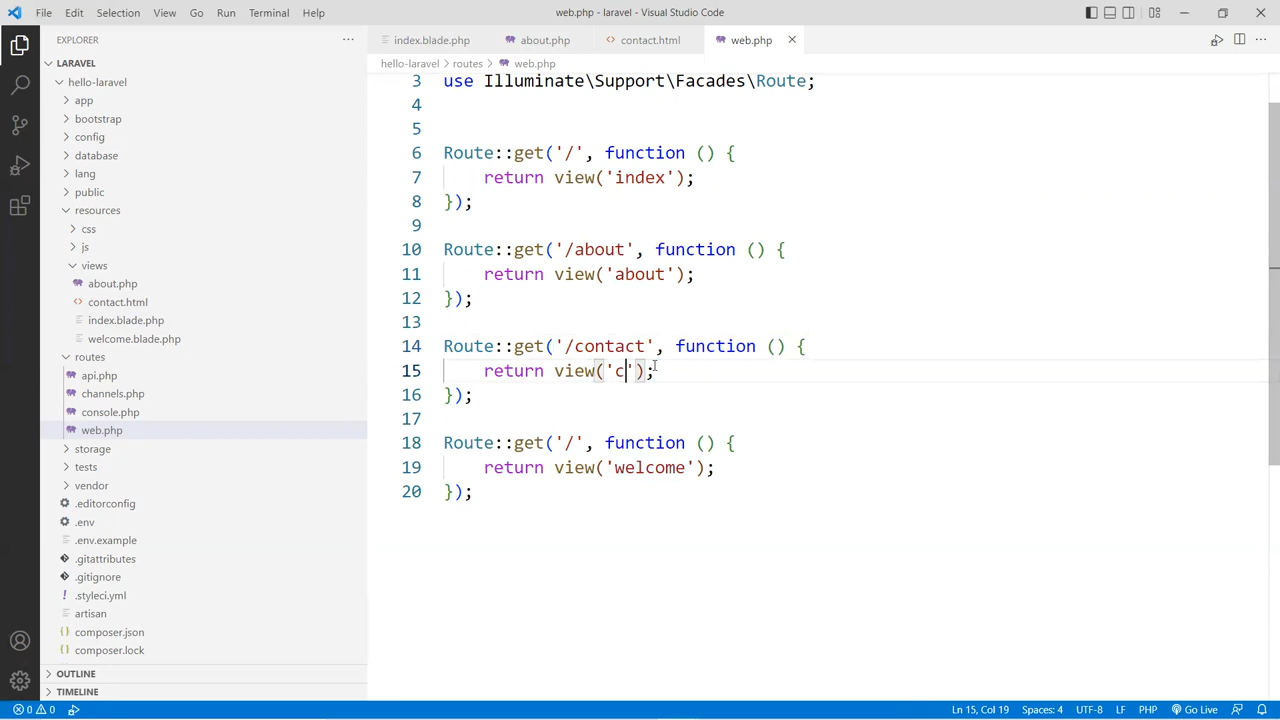 File Edit Selection View Go Run Terminal Help
web.php - laravel - Visual Studio Code
EXPLORER
LARAVEL
hello-laravel
app
bootstrap
config
database
lang
public
resources
css
js
views
about.php
contact.html
index.blade.php
welcome.blade.php
routes
api.php
channels.php
console.php
web.php
storage
tests
vendor
.editorconfig
.env
.env.example
.gitattributes
.gitignore
.styleci.yml
artisan
composer.json
composer.lock
OUTLINE
TIMELINE
index.blade.php about.php contact.html web.php
hello-laravel > routes > web.php
3 use Illuminate\Support\Facades\Route;
4
5
6 Route::get('/', function () {
7 return view('index');
8 });
9
10 Route::get('/about', function () {
11 return view('about');
12 });
13
14 Route::get('/contact', function () {
15 return view('c');
16 });
17
18 Route::get('/', function () {
19 return view('welcome');
20 });
0 0 Ln 15, Col 19 Spaces: 4 UTF-8 LF PHP Go Live